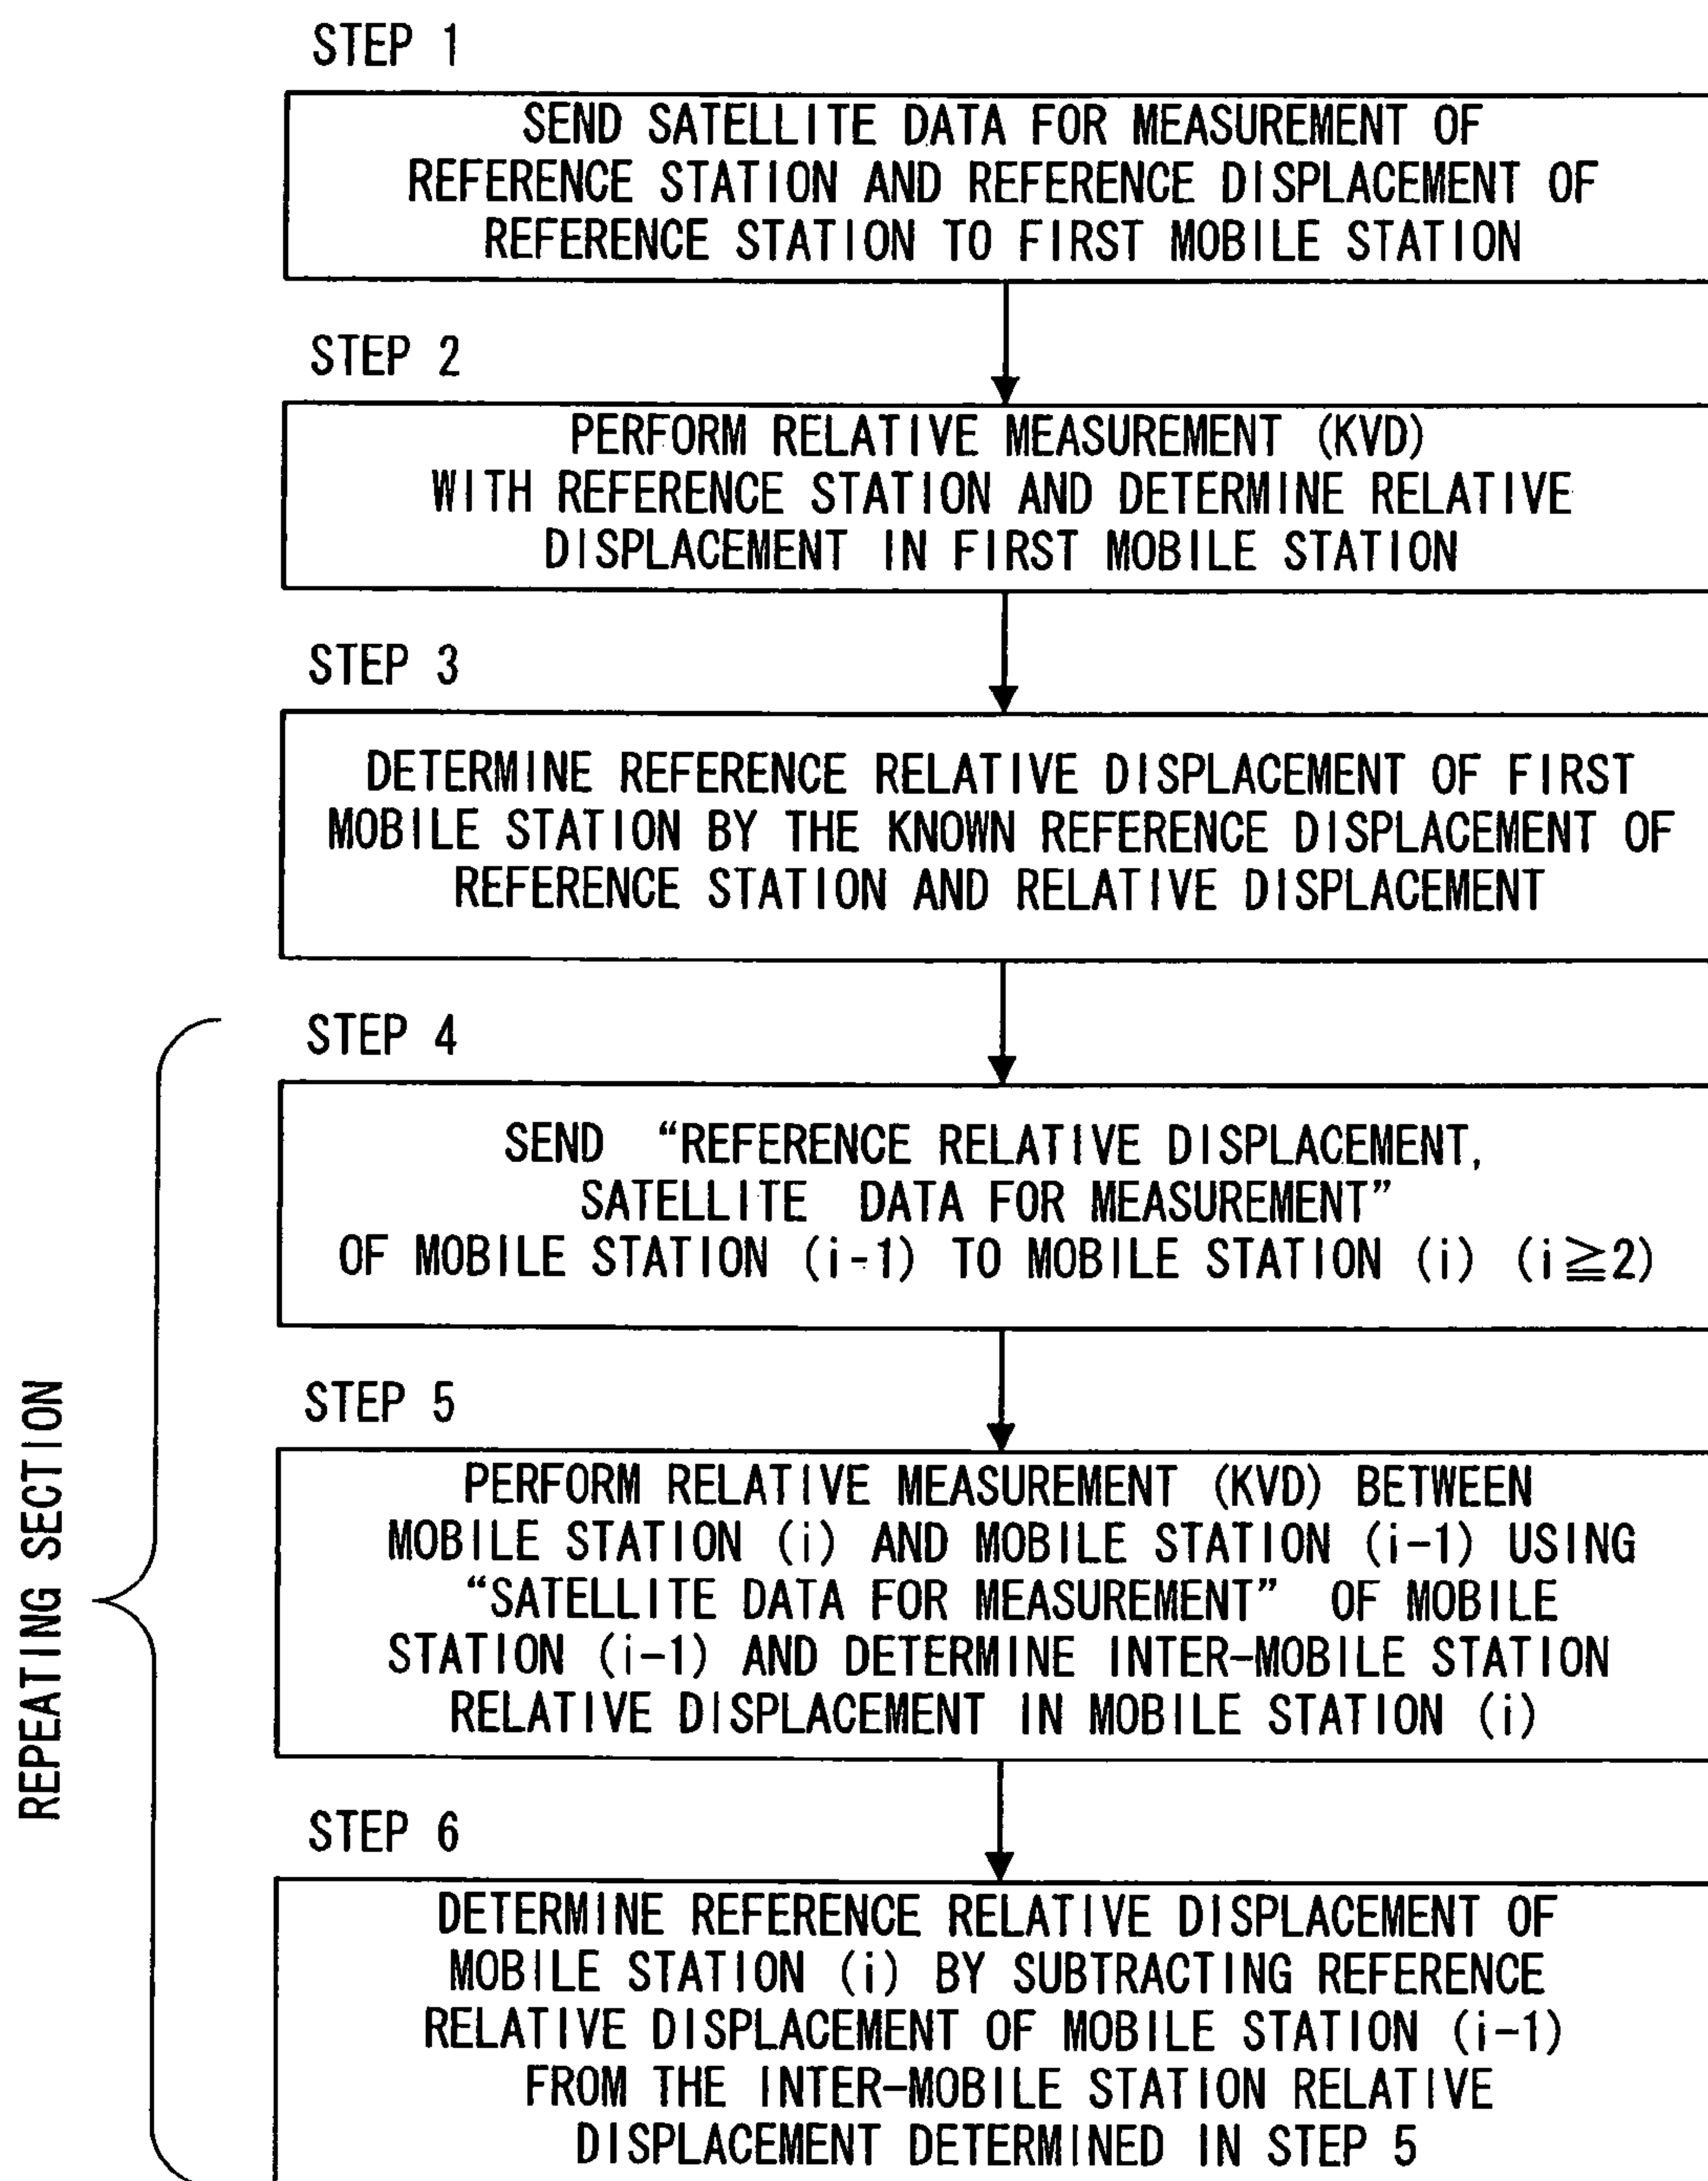 STEP 1
SEND SATELLITE DATA FOR MEASUREMENT OF
REFERENCE STATION AND REFERENCE DISPLACEMENT OF
REFERENCE STATION TO FIRST MOBILE STATION
STEP 2
PERFORM RELATIVE MEASUREMENT (KVD)
WITH REFERENCE STATION AND DETERMINE RELATIVE
DISPLACEMENT IN FIRST MOBILE STATION
STEP 3
DETERMINE REFERENCE RELATIVE DISPLACEMENT OF FIRST
MOBILE STATION BY THE KNOWN REFERENCE DISPLACEMENT OF
REFERENCE STATION AND RELATIVE DISPLACEMENT
REPEATING SECTION
STEP 4
SEND “REFERENCE RELATIVE DISPLACEMENT,
SATELLITE DATA FOR MEASUREMENT”
OF MOBILE STATION (i-1) TO MOBILE STATION (i) (i≧2)
STEP 5
PERFORM RELATIVE MEASUREMENT (KVD) BETWEEN
MOBILE STATION (i) AND MOBILE STATION (i-1) USING
“SATELLITE DATA FOR MEASUREMENT” OF MOBILE
STATION (i-1) AND DETERMINE INTER-MOBILE STATION
RELATIVE DISPLACEMENT IN MOBILE STATION (i)
STEP 6
DETERMINE REFERENCE RELATIVE DISPLACEMENT OF
MOBILE STATION (i) BY SUBTRACTING REFERENCE
RELATIVE DISPLACEMENT OF MOBILE STATION (i-1)
FROM THE INTER-MOBILE STATION RELATIVE
DISPLACEMENT DETERMINED IN STEP 5